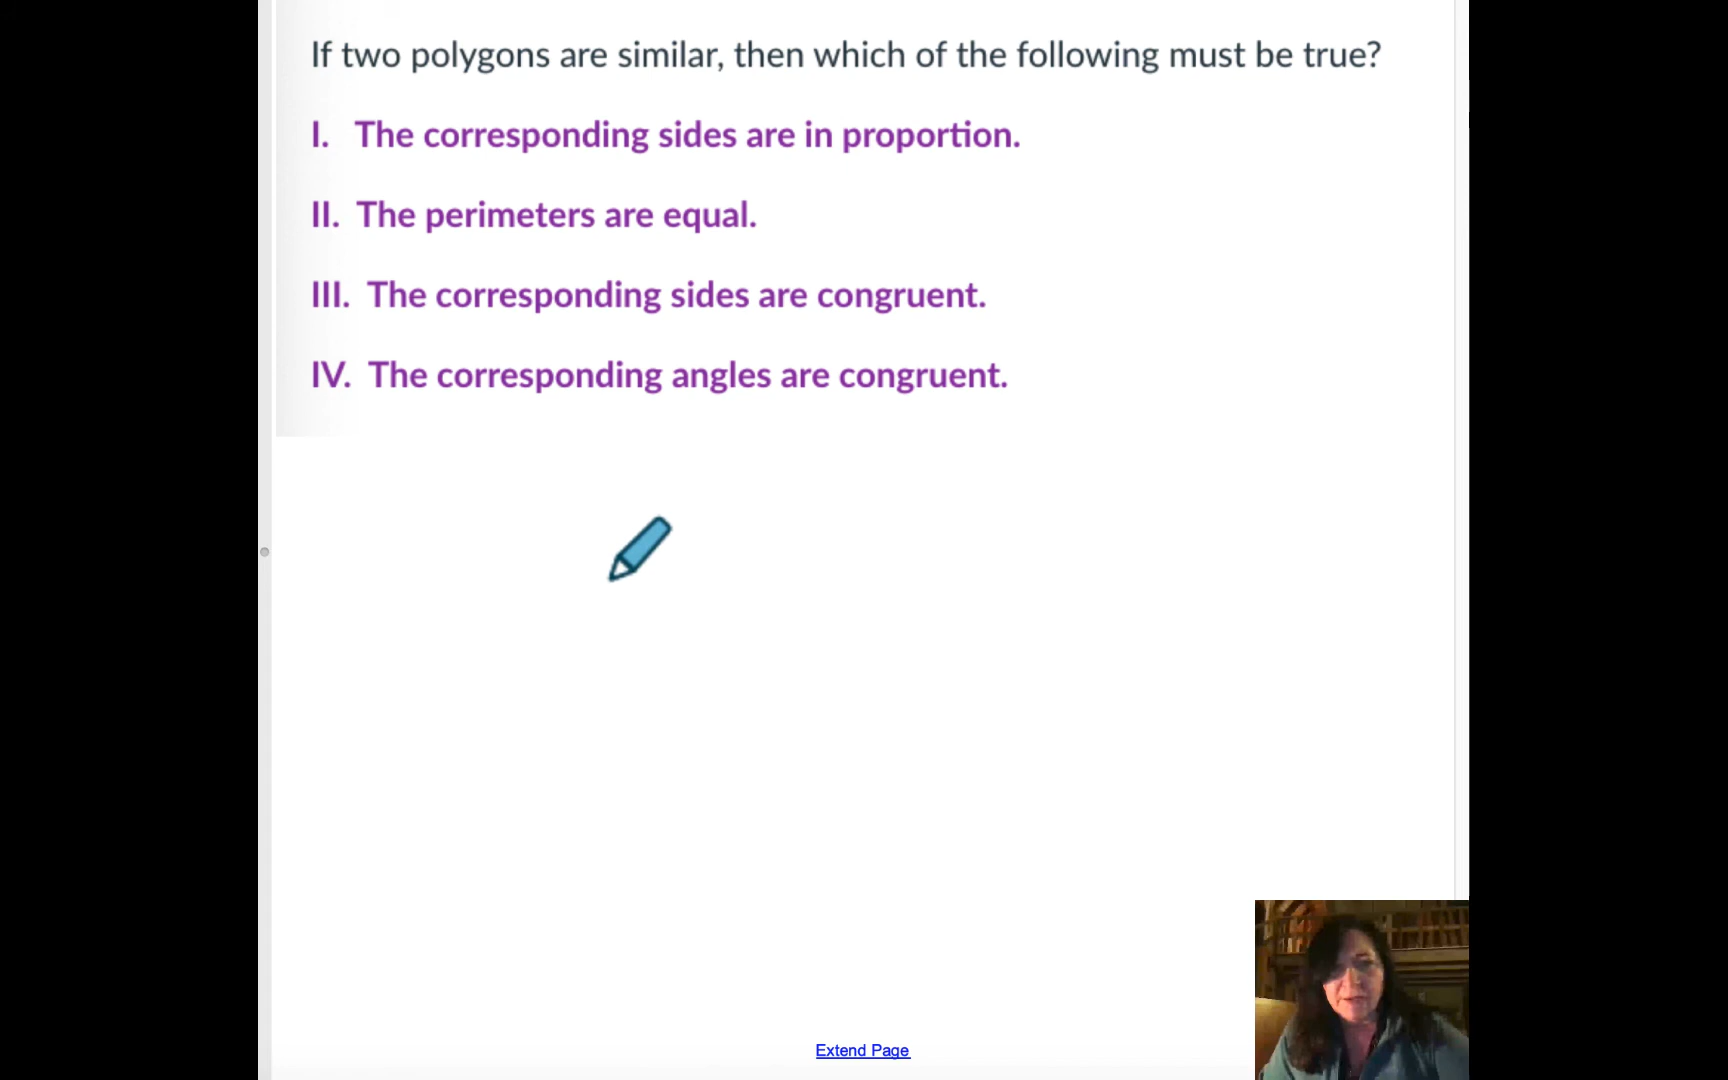 If two polygons are similar, then which of the following must be true?
I. The corresponding sides are in proportion.
II. The perimeters are equal.
III. The corresponding sides are congruent.
IV. The corresponding angles are congruent.
Extend Page